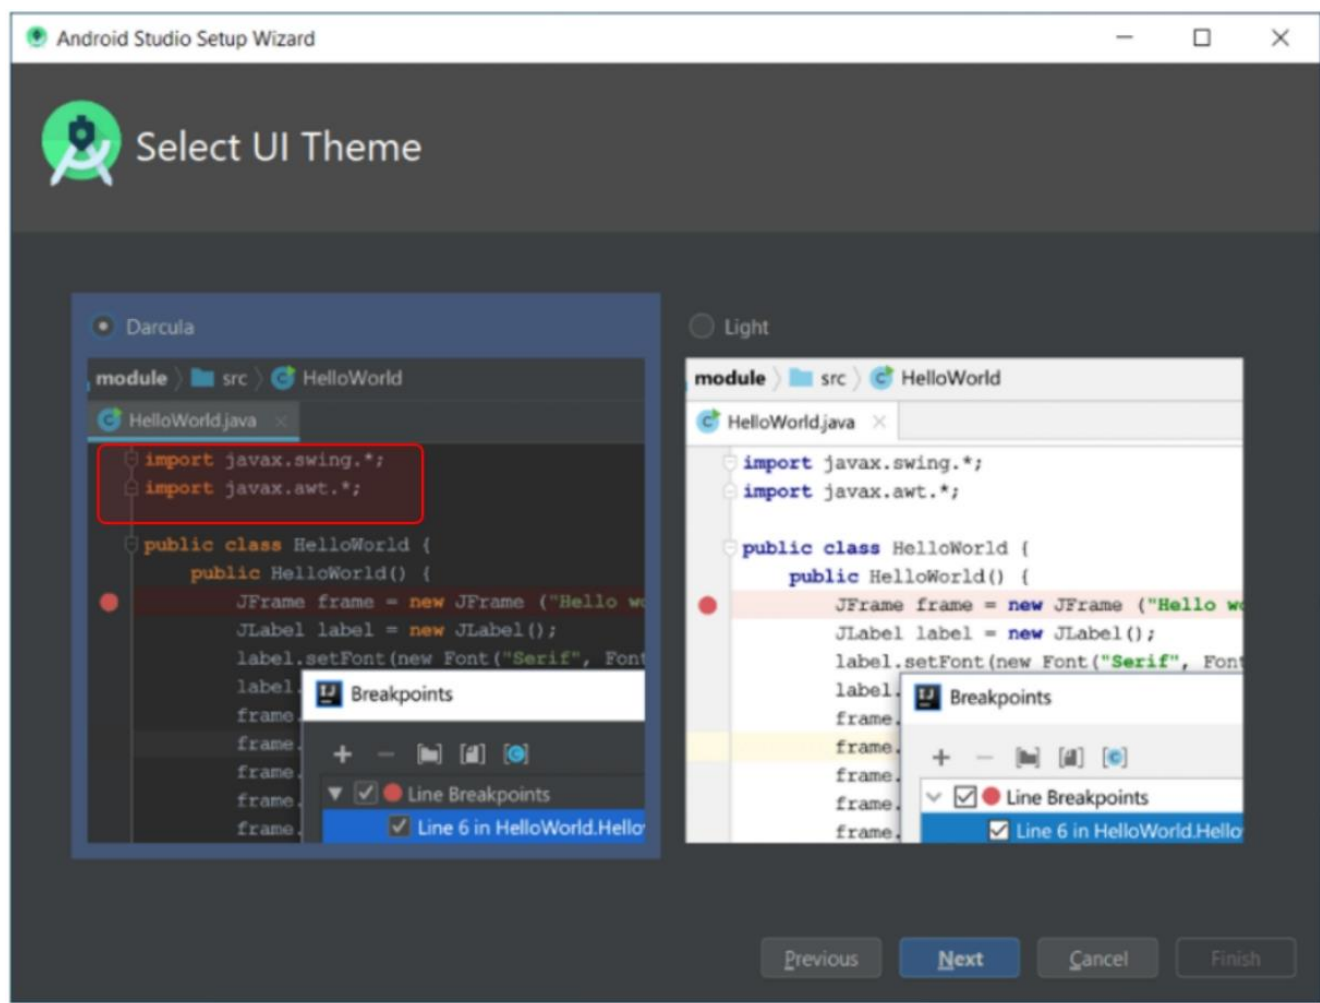 Android Studio Setup Wizard
Select UI Theme
Darcula
module src HelloWorld
HelloWorld.java
import javax.swing.*;
import javax.awt.*;
public class HelloWorld {
public HelloWorld() {
JFrame frame = new JFrame ("Hello wo
JLabel label = new JLabel();
label.setFont(new Font("Serif", Font
label.
frame.
frame.
frame.
frame.
frame.
Breakpoints
Line Breakpoints
Line 6 in HelloWorld.Hello
Light
module src HelloWorld
HelloWorld.java
import javax.swing.*;
import javax.awt.*;
public class HelloWorld {
public HelloWorld() {
JFrame frame = new JFrame ("Hello wo
JLabel label = new JLabel();
label.setFont(new Font("Serif", Font
label.
frame.
frame.
frame.
frame.
frame.
Breakpoints
Line Breakpoints
Line 6 in HelloWorld.Hello
Previous
Next
Cancel
Finish